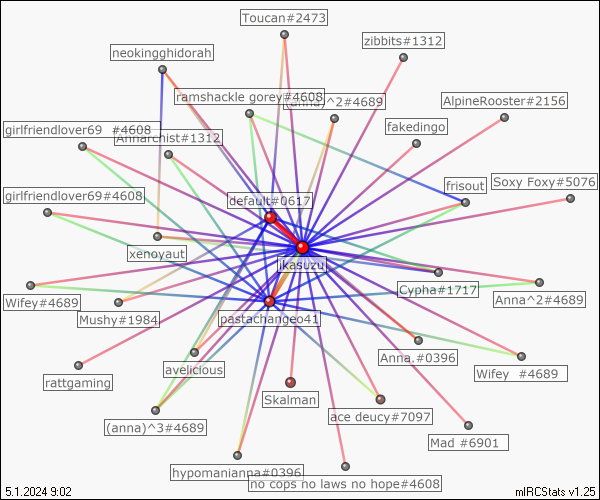 Toucan#2473
zibbits#1312
neokingghidorah
ramshackle gorey#4608
(anna)^2#4689
AlpineRooster#2156
girlfriendlover69 #4608
Annarchist#1312
fakedingo
frisout
Soxy Foxy#5076
girlfriendlover69#4608
default#0617
xenoyaut
ikasuzu
Cypha#1717
Wifey#4689
Anna^2#4689
Mushy#1984
pastachangeo41
Anna.#0396
rattgaming
avelicious
Wifey #4689
Skalman
ace deucy#7097
(anna)^3#4689
Mad #6901
hypomanianna#0396
no cops no laws no hope#4608
5.1.2024 9:02
mIRCStats v1.25